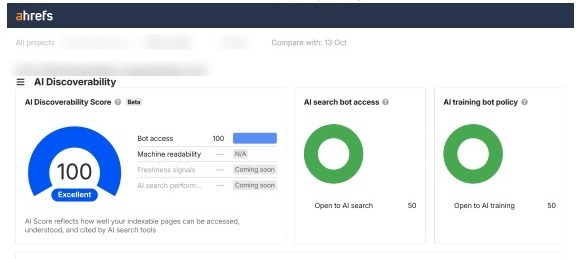 ahrefs
All projects
Compare with: 13 Oct
AI Discoverability
AI Discoverability Score ? Beta
100
Excellent
Bot access 100
Machine readability — N/A
Freshness signals — Coming soon
AI search perform... — Coming soon
AI Score reflects how well your indexable pages can be accessed,
understood, and cited by AI search tools
AI search bot access ?
Open to AI search 50
AI training bot policy ?
Open to AI training 50